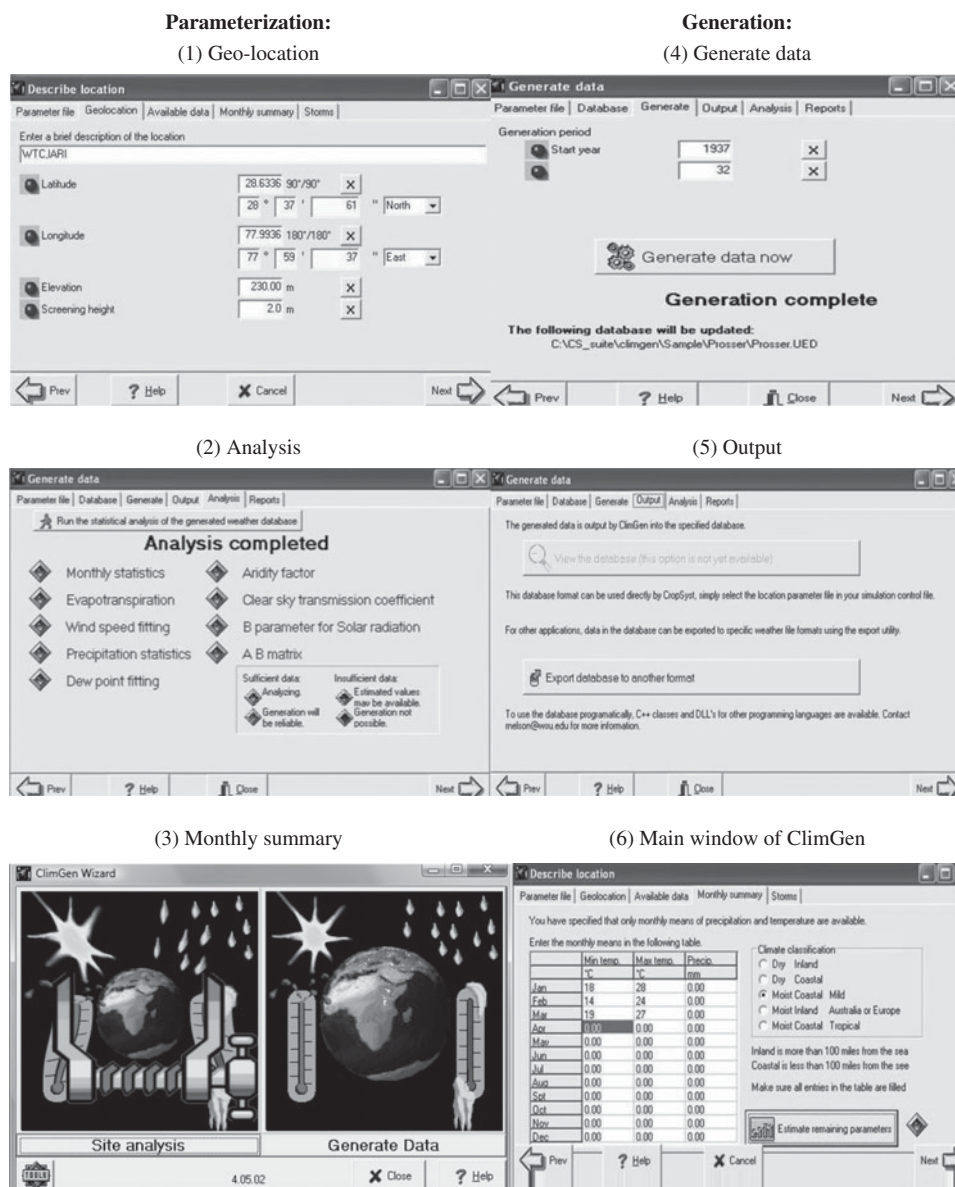 Parameterization:
(1) Geo-location
Describe location
Parameter file Geolocation Available data Monthly summary Storms
Enter a brief description of the location
WTC,IARI
Latitude 28.6336 90°/90° X
28 ° 37 ' 61 " North
Longitude 77.9936 180°/180° X
77 ° 59 ' 37 " East
Elevation 230.00 m X
Screening height 2.0 m X
Prev ? Help X Cancel Next
Generation:
(4) Generate data
Generate data
Parameter file Database Generate Output Analysis Reports
Generation period
Start year 1937 X
32 X
Generate data now
Generation complete
The following database will be updated:
C:\CS_suite\climgen\Sample\Prosser\Prosser.UED
Prev ? Help Close Next
(2) Analysis
Generate data
Parameter file Database Generate Output Analysis Reports
Run the statistical analysis of the generated weather database
Analysis completed
Monthly statistics Aridity factor
Evapotranspiration Clear sky transmission coefficient
Wind speed fitting B parameter for Solar radiation
Precipitation statistics A B matrix
Dew point fitting
Sufficient data: Insufficient data:
Analyzing. Estimated values may be available.
Generation will be reliable. Generation not possible.
Prev ? Help Close Next
(5) Output
Generate data
Parameter file Database Generate Output Analysis Reports
The generated data is output by ClimGen into the specified database.
View the database (this option is not yet available)
This database format can be used directly by CropSyst, simply select the location parameter file in your simulation control file.
For other applications, data in the database can be exported to specific weather file formats using the export utility.
Export database to another format
To use the database programatically, C++ classes and DLL's for other programming languages are available. Contact
rnelson@wsu.edu for more information.
Prev ? Help Close Next
(3) Monthly summary
ClimGen Wizard
Site analysis Generate Data
TOOLS 4.05.02 X Close ? Help
(6) Main window of ClimGen
Describe location
Parameter file Geolocation Available data Monthly summary Storms
You have specified that only monthly means of precipitation and temperature are available.
Enter the monthly means in the following table.
Min temp. Max temp. Precip.
°C °C mm
Jan 18 28 0.00
Feb 14 24 0.00
Mar 19 27 0.00
Apr 0.00 0.00 0.00
May 0.00 0.00 0.00
Jun 0.00 0.00 0.00
Jul 0.00 0.00 0.00
Aug 0.00 0.00 0.00
Spt 0.00 0.00 0.00
Oct 0.00 0.00 0.00
Nov 0.00 0.00 0.00
Dec 0.00 0.00 0.00
Climate classification
Dry Inland
Dry Coastal
Moist Coastal Mild
Moist Inland Australia or Europe
Moist Coastal Tropical
Inland is more than 100 miles from the sea
Coastal is less than 100 miles from the see
Make sure all entries in the table are filled
Estimate remaining parameters
Prev ? Help X Cancel Next